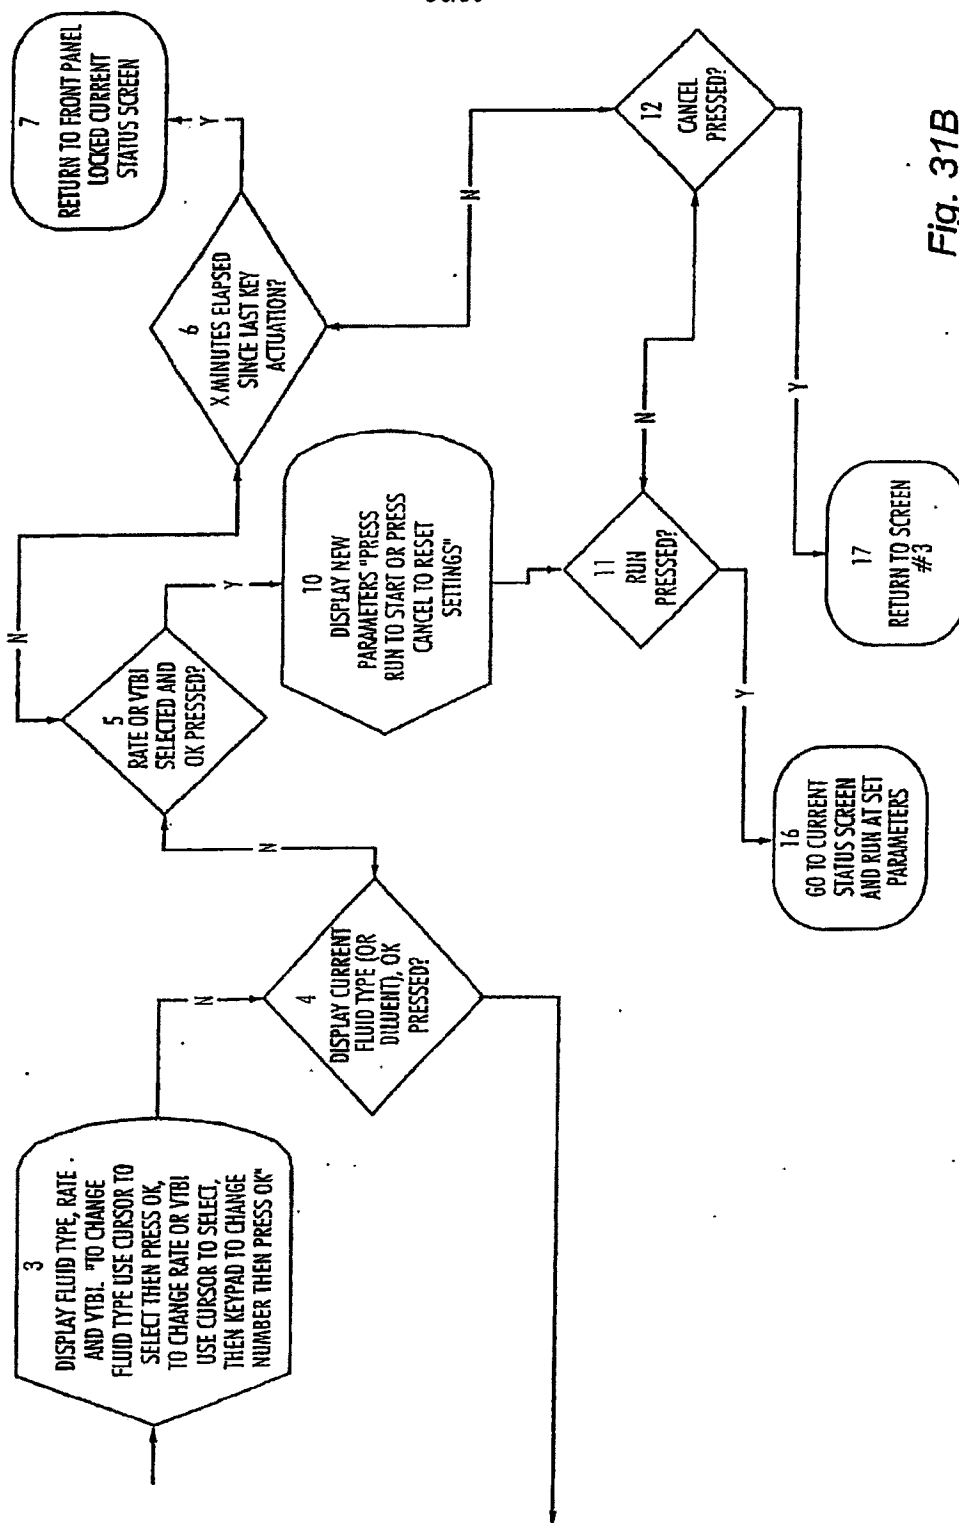 3
DISPLAY FLUID TYPE, RATE
AND VTBI. "TO CHANGE
FLUID TYPE USE CURSOR TO
SELECT THEN PRESS OK,
TO CHANGE RATE OR VTBI
USE CURSOR TO SELECT,
THEN KEYPAD TO CHANGE
NUMBER THEN PRESS OK"
N
4
DISPLAY CURRENT
FLUID TYPE (OR
DILUENT), OK
PRESSED?
N
5
RATE OR VTBI
SELECTED AND
OK PRESSED?
N
Y
6
X MINUTES ELAPSED
SINCE LAST KEY
ACTUATION?
Y
7
RETURN TO FRONT PANEL
LOCKED CURRENT
STATUS SCREEN
N
10
DISPLAY NEW
PARAMETERS "PRESS
RUN TO START OR PRESS
CANCEL TO RESET
SETTINGS"
11
RUN
PRESSED?
N
Y
12
CANCEL
PRESSED?
Y
16
GO TO CURRENT
STATUS SCREEN
AND RUN AT SET
PARAMETERS
17
RETURN TO SCREEN
#3
Fig. 31B